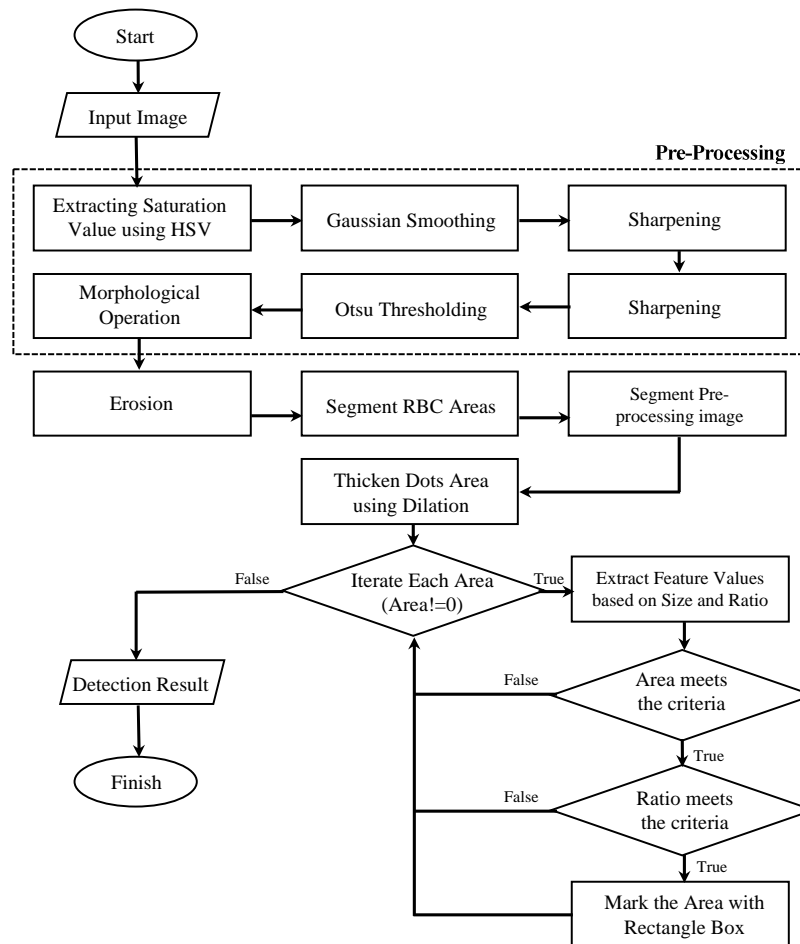 Start
Input Image
Pre-Processing
Extracting Saturation
Value using HSV
Gaussian Smoothing
Sharpening
Sharpening
Otsu Thresholding
Morphological
Operation
Erosion
Segment RBC Areas
Segment Pre-
processing image
Thicken Dots Area
using Dilation
Iterate Each Area
(Area!=0)
False
True
Extract Feature Values
based on Size and Ratio
Detection Result
Finish
Area meets
the criteria
False
True
Ratio meets
the criteria
False
True
Mark the Area with
Rectangle Box